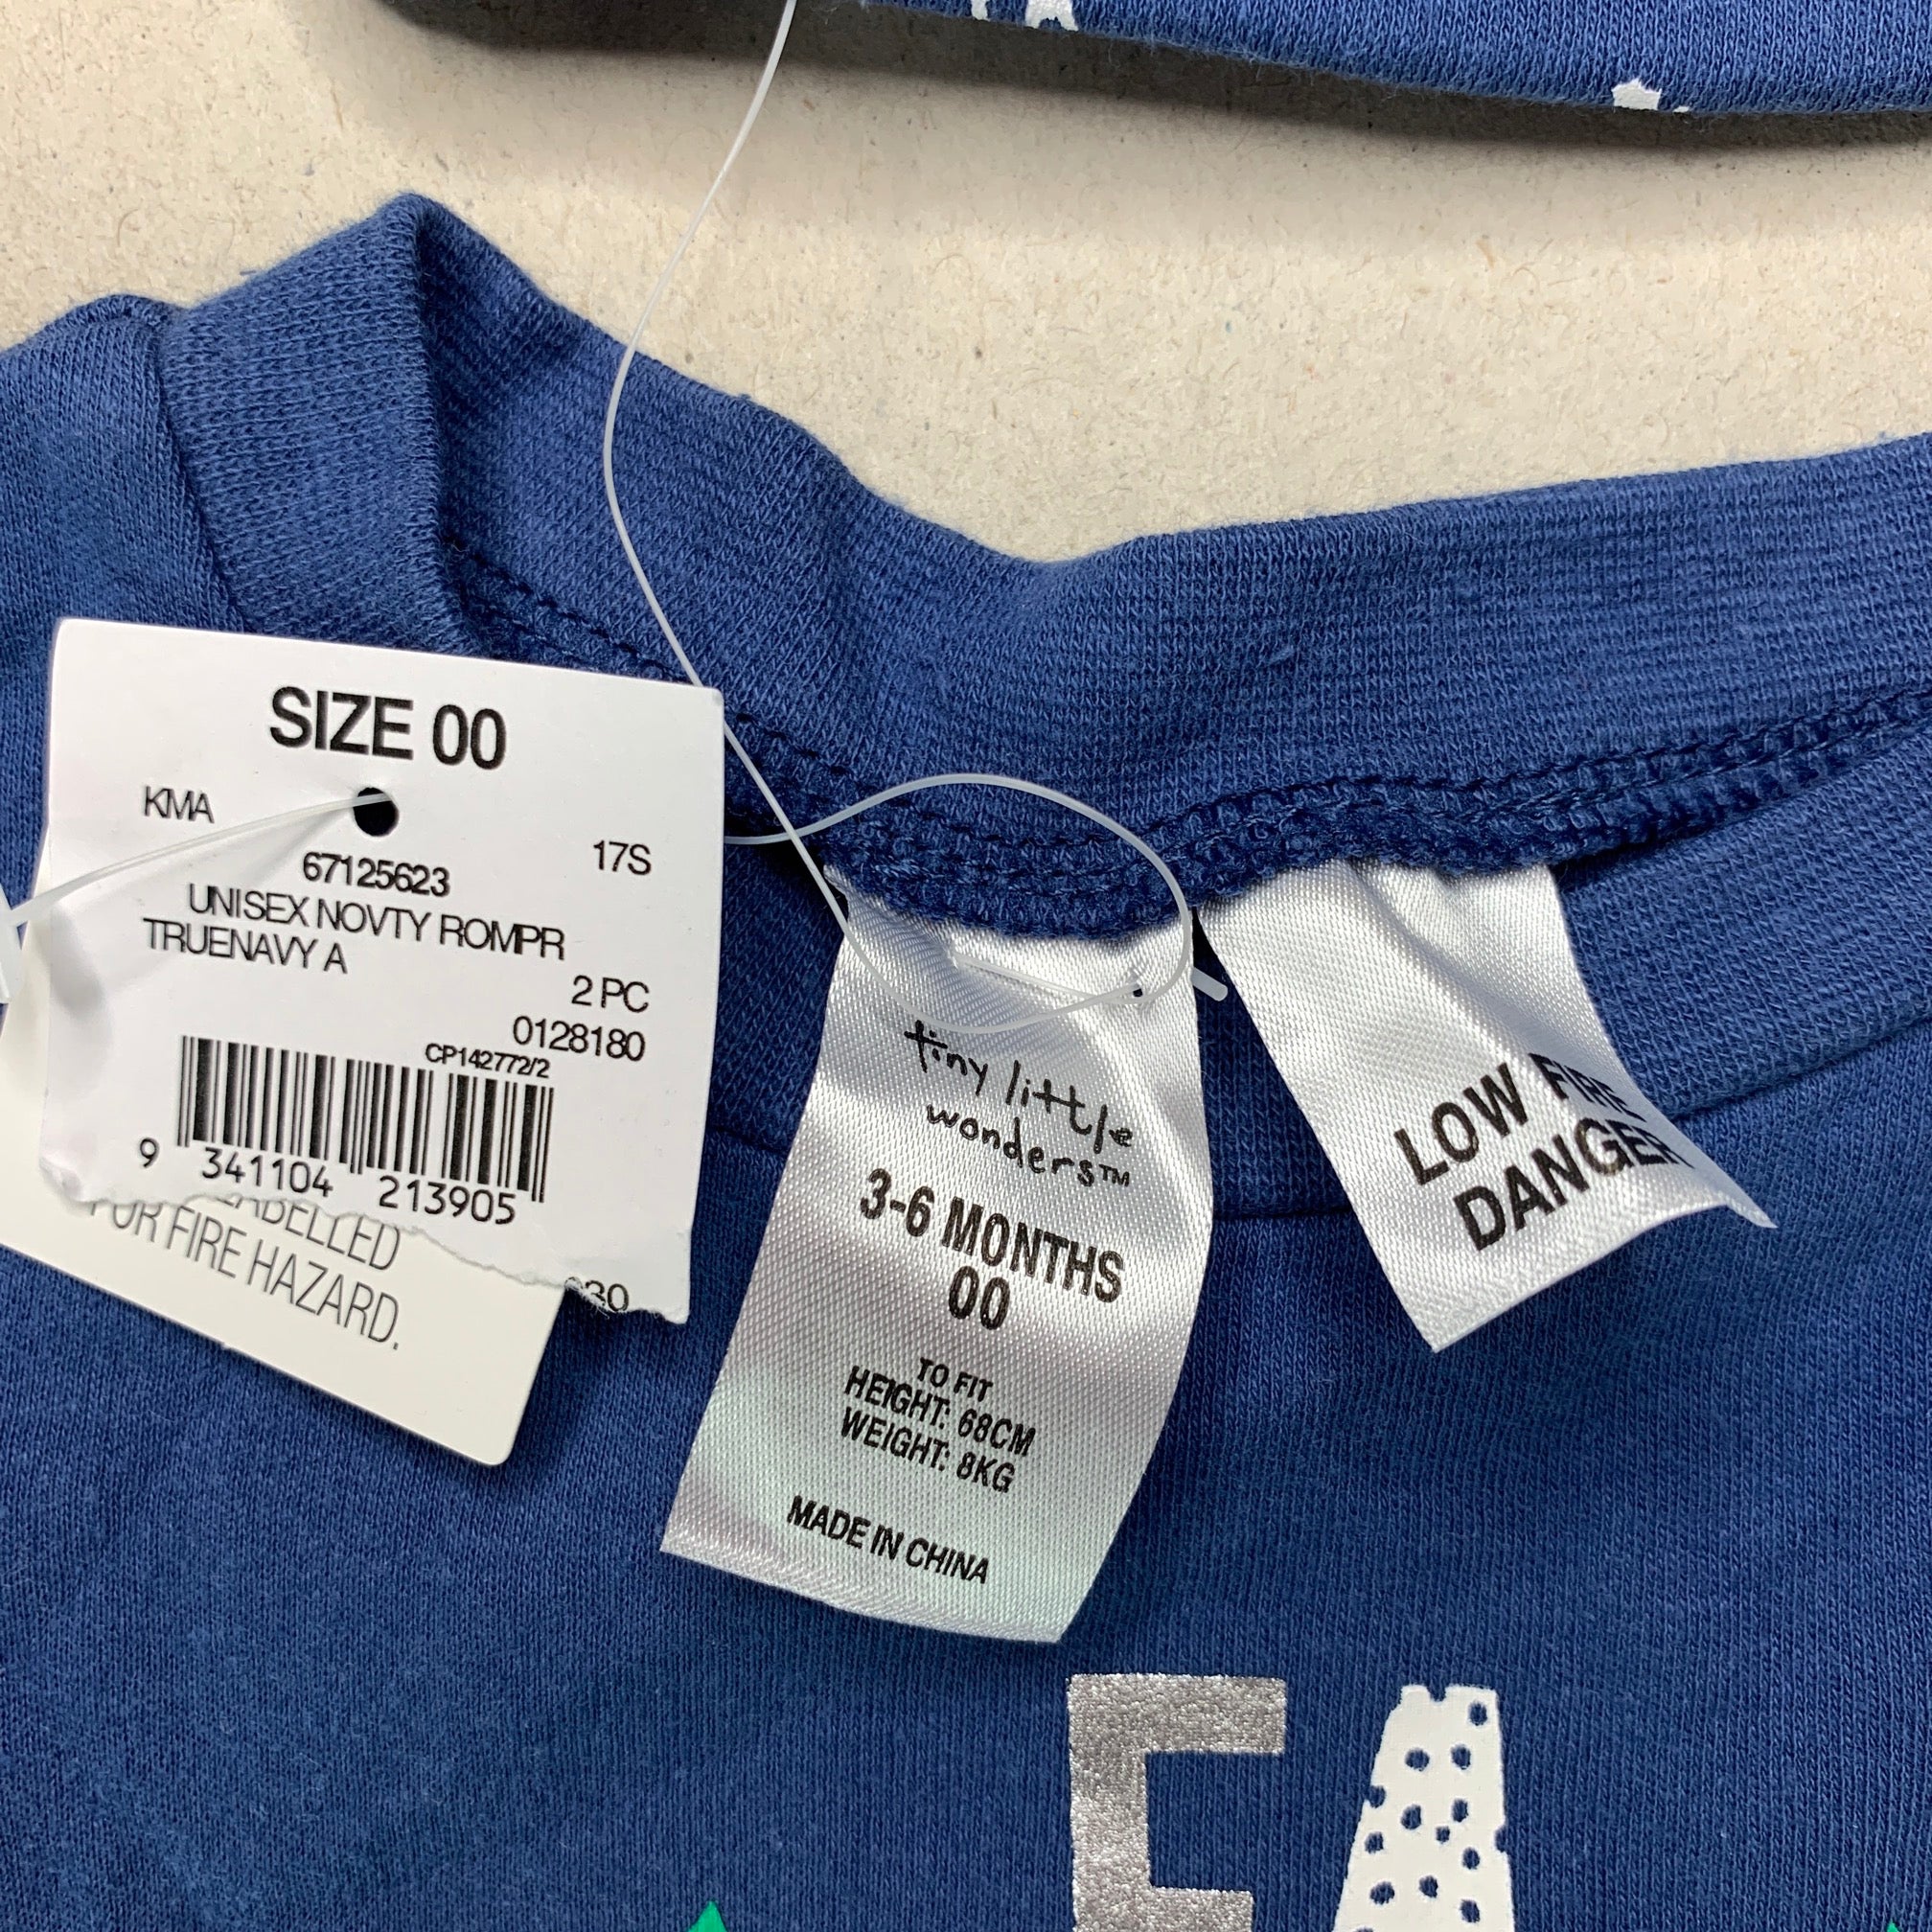 SIZE 00
KMA
17S
67125623
UNISEX NOVTY ROMPR
TRUENAVY A
2 PC
0128180
CP142772/2
9 341104 213905
FOR FIRE HAZARD.
tiny little
wonders™
3-6 MONTHS
00
TO FIT
HEIGHT: 68CM
WEIGHT: 8KG
MADE IN CHINA
LOW FIRE
DANGER